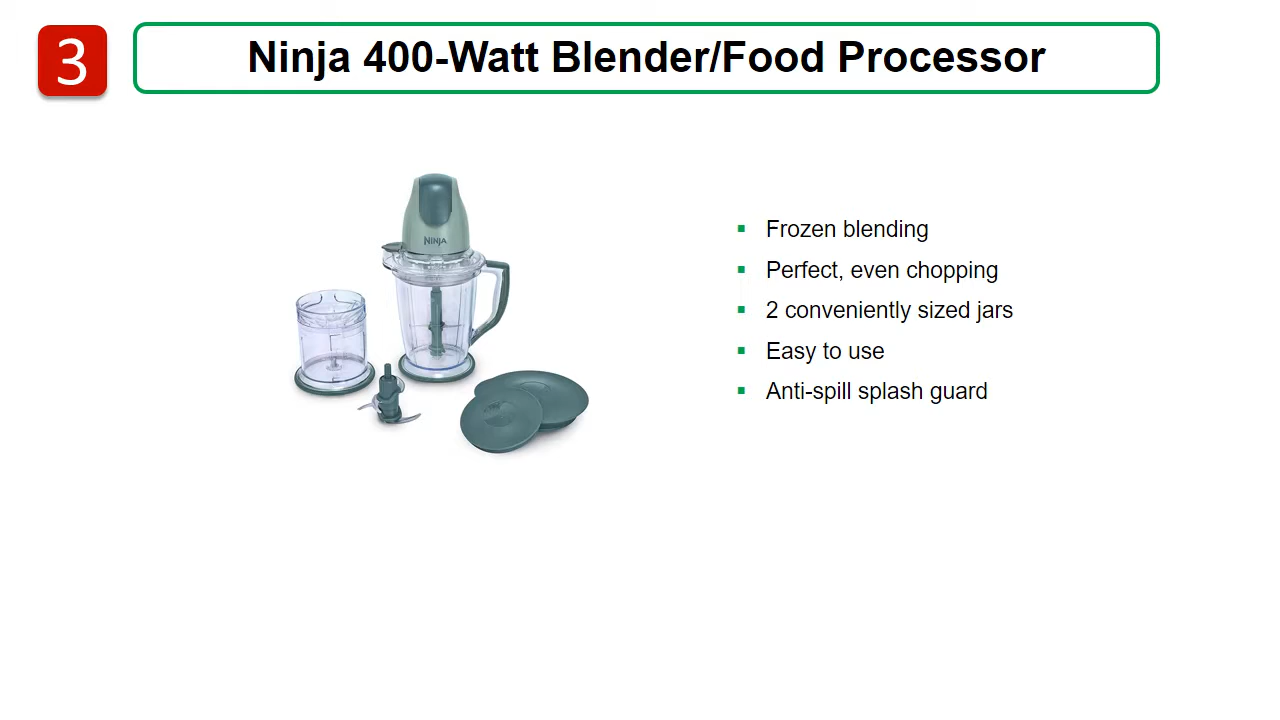 3
Ninja 400-Watt Blender/Food Processor
NINJA
Frozen blending
Perfect, even chopping
2 conveniently sized jars
Easy to use
Anti-spill splash guard